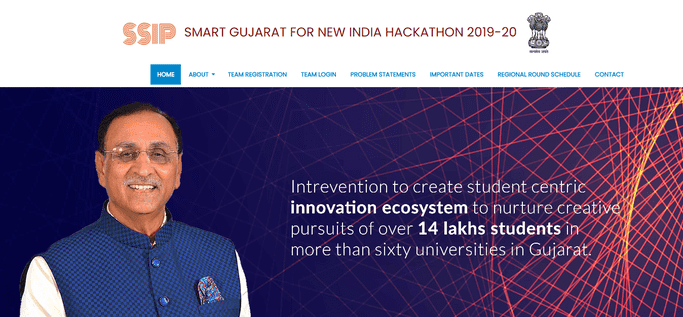 SSIP SMART GUJARAT FOR NEW INDIA HACKATHON 2019-20
HOME ABOUT TEAM REGISTRATION TEAM LOGIN PROBLEM STATEMENTS IMPORTANT DATES REGIONAL ROUND SCHEDULE CONTACT
Intrevention to create student centric
innovation ecosystem to nurture creative
pursuits of over 14 lakhs students in
more than sixty universities in Gujarat.